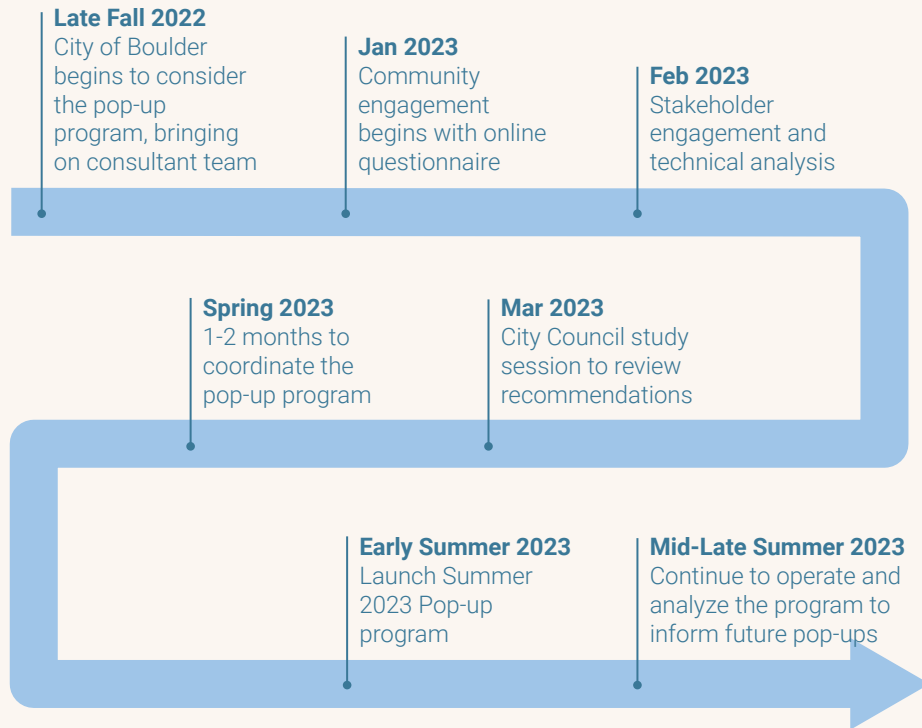 Late Fall 2022
City of Boulder
begins to consider
the pop-up
program, bringing
on consultant team
Jan 2023
Community
engagement
begins with online
questionnaire
Feb 2023
Stakeholder
engagement and
technical analysis
Mar 2023
City Council study
session to review
recommendations
Spring 2023
1-2 months to
coordinate the
pop-up program
Early Summer 2023
Launch Summer
2023 Pop-up
program
Mid-Late Summer 2023
Continue to operate and
analyze the program to
inform future pop-ups